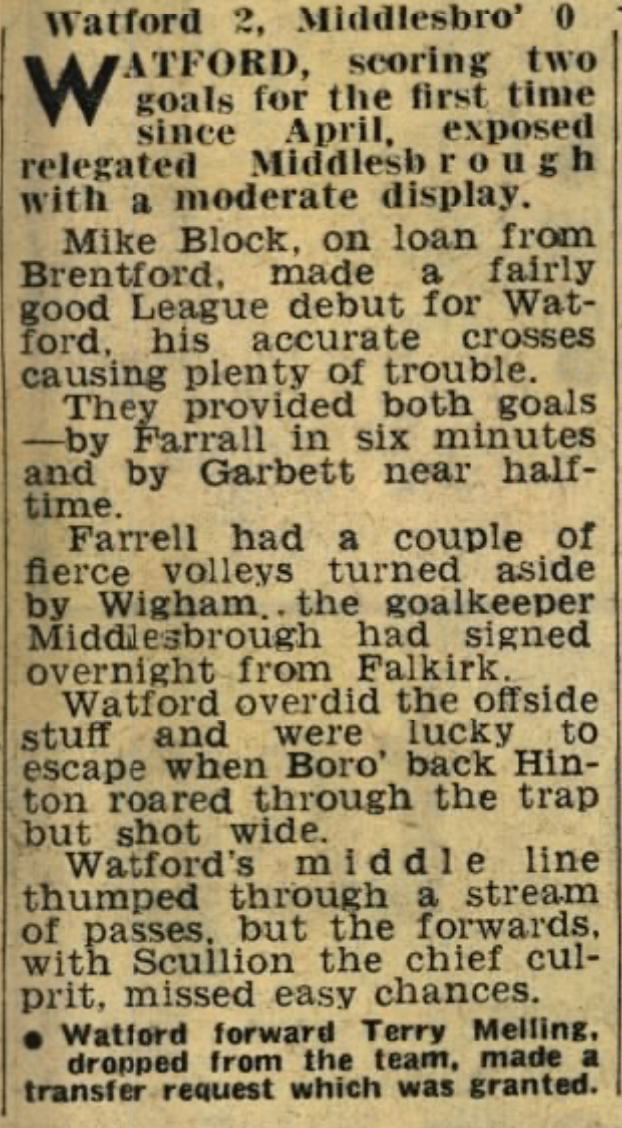 Watford 2, Middlesbro' 0
WATFORD, scoring two
goals for the first time
since April, exposed
relegated Middlesbrough
with a moderate display.
Mike Block, on loan from
Brentford, made a fairly
good League debut for Wat-
ford, his accurate crosses
causing plenty of trouble.
They provided both goals
—by Farrall in six minutes
and by Garbett near half-
time.
Farrell had a couple of
fierce volleys turned aside
by Wigham, . the goalkeeper
Middlesbrough had signed
overnight from Falkirk.
Watford overdid the offside
stuff and were lucky to
escape when Boro' back Hin-
ton roared through the trap
but shot wide.
Watford's middle line
thumped through a stream
of passes, but the forwards,
with Scullion the chief cul-
prit, missed easy chances.
● Watford forward Terry Melling,
dropped from the team, made a
transfer request which was granted.